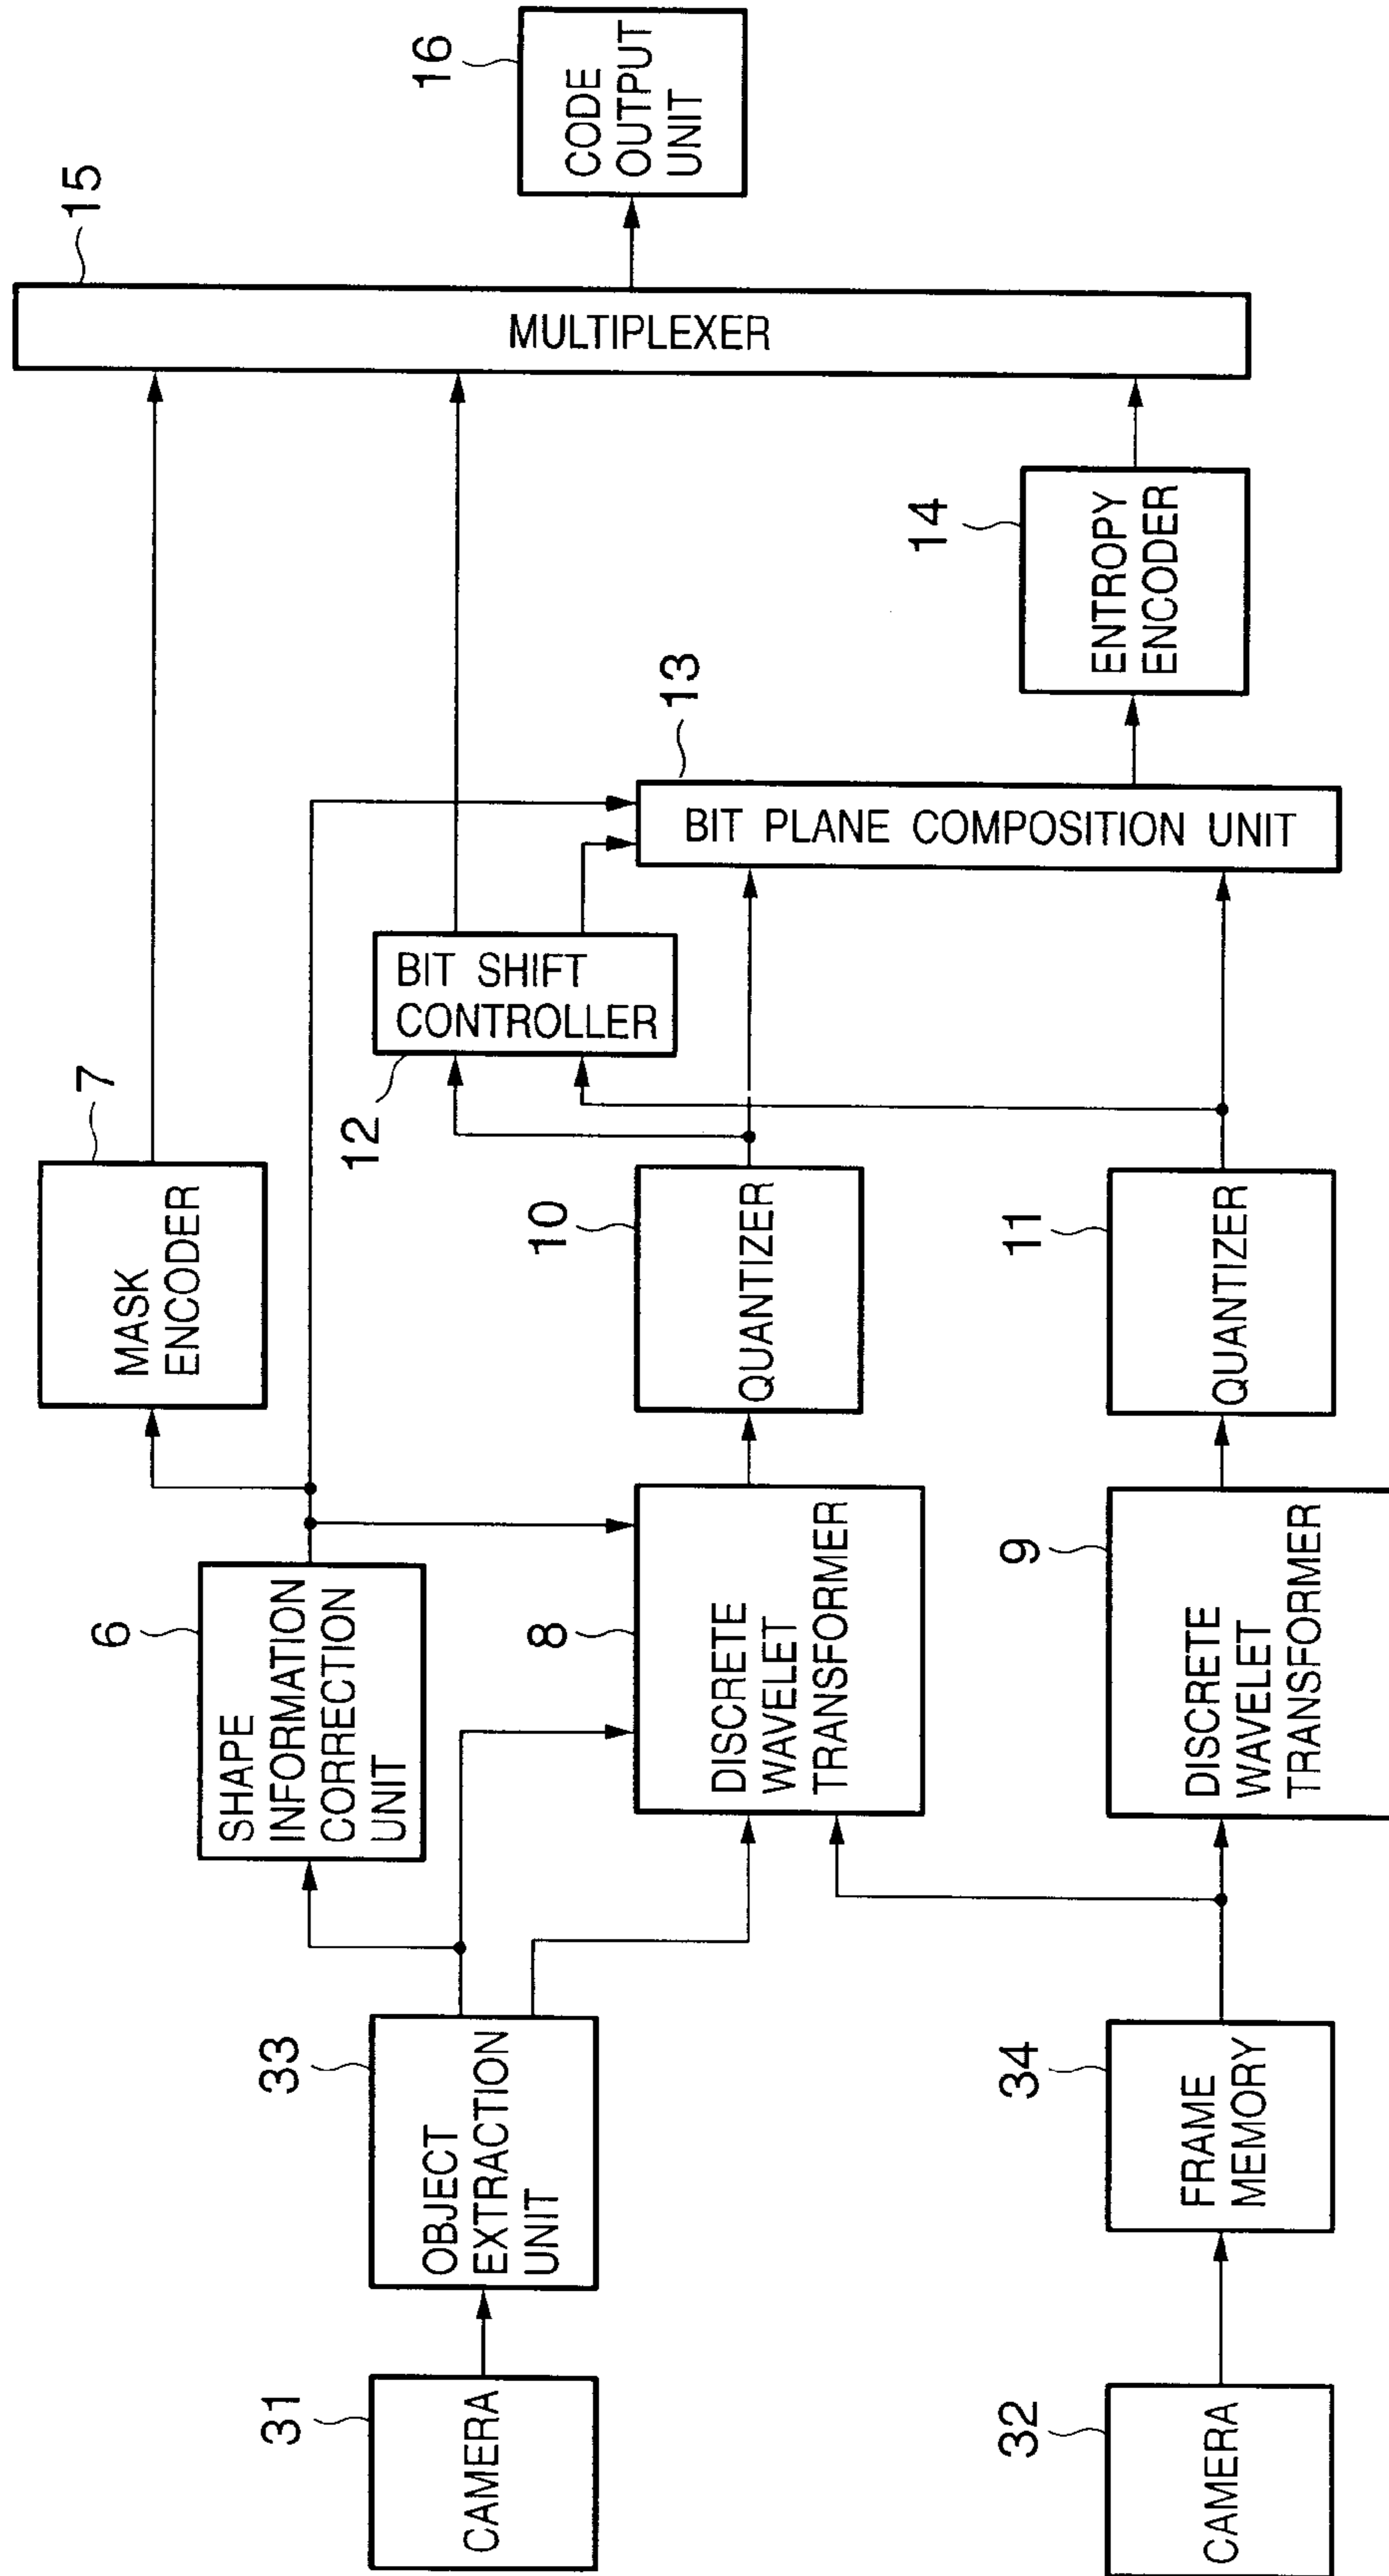 31
CAMERA
33
OBJECT
EXTRACTION
UNIT
6
SHAPE
INFORMATION
CORRECTION
UNIT
7
MASK
ENCODER
8
DISCRETE
WAVELET
TRANSFORMER
10
QUANTIZER
12
BIT SHIFT
CONTROLLER
13
BIT PLANE COMPOSITION UNIT
14
ENTROPY
ENCODER
15
MULTIPLEXER
16
CODE
OUTPUT
UNIT
32
CAMERA
34
FRAME
MEMORY
9
DISCRETE
WAVELET
TRANSFORMER
11
QUANTIZER